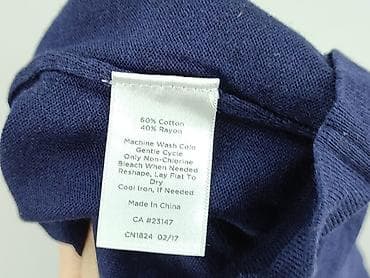 60% Cotton
40% Rayon
Machine Wash Cold
Gentle Cycle
Only Non-Chlorine
Bleach When Needed
Reshape, Lay Flat To
Dry
Cool Iron, If Needed
Made In China
CA #23147
CN1824 02/17